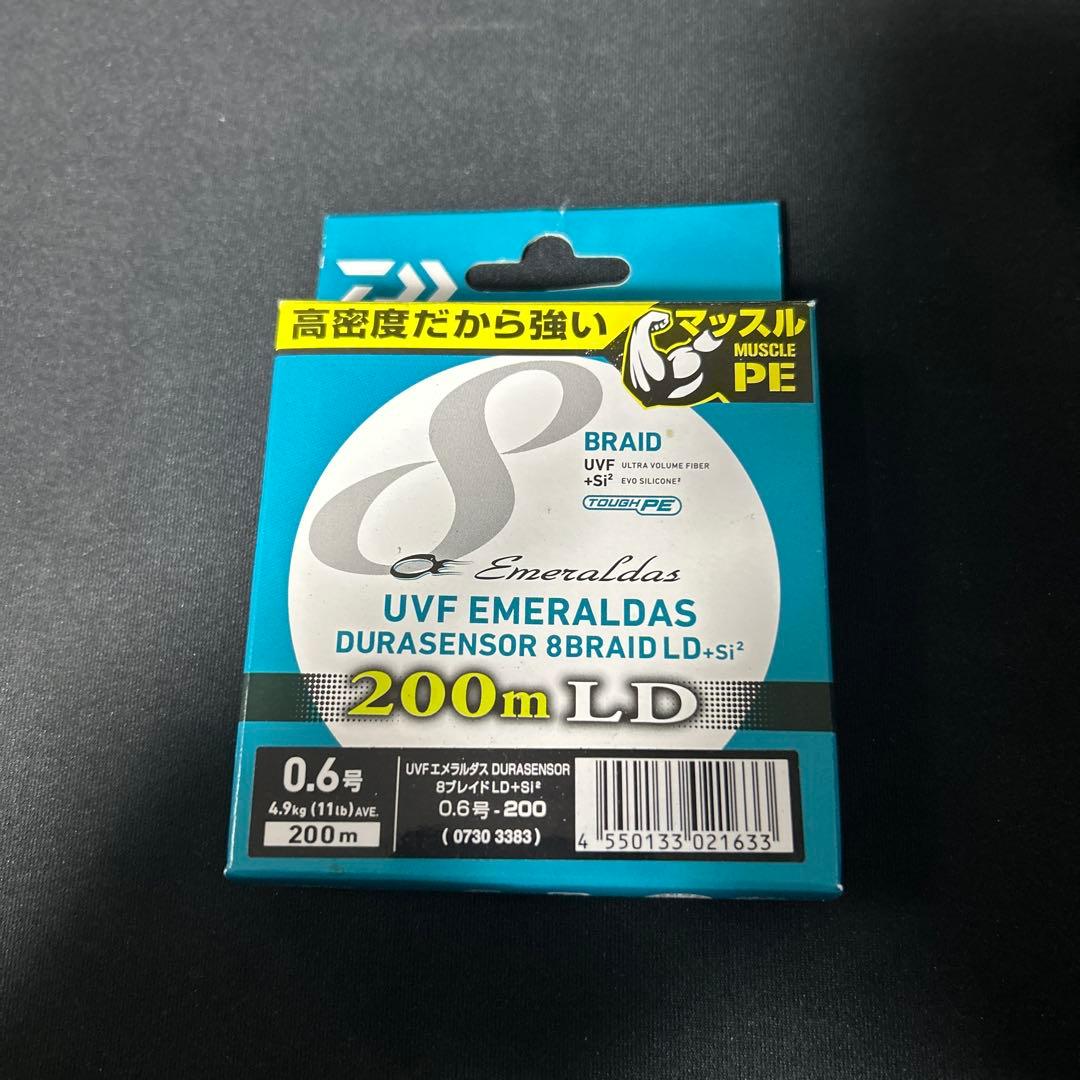 高密度だから強い
マッスル
MUSCLE
PE
8
BRAID
UVF ULTRA VOLUME FIBER
+Si² EVO SILICONE²
TOUGH PE
Emeraldas
UVF EMERALDAS
DURASENSOR 8BRAID LD+Si²
200m LD
0.6号
4.9kg (11lb) AVE.
200m
UVFエメラルダス DURASENSOR
8ブレイドLD+Si²
0.6号-200
(0730 3383)
4 550133 021633